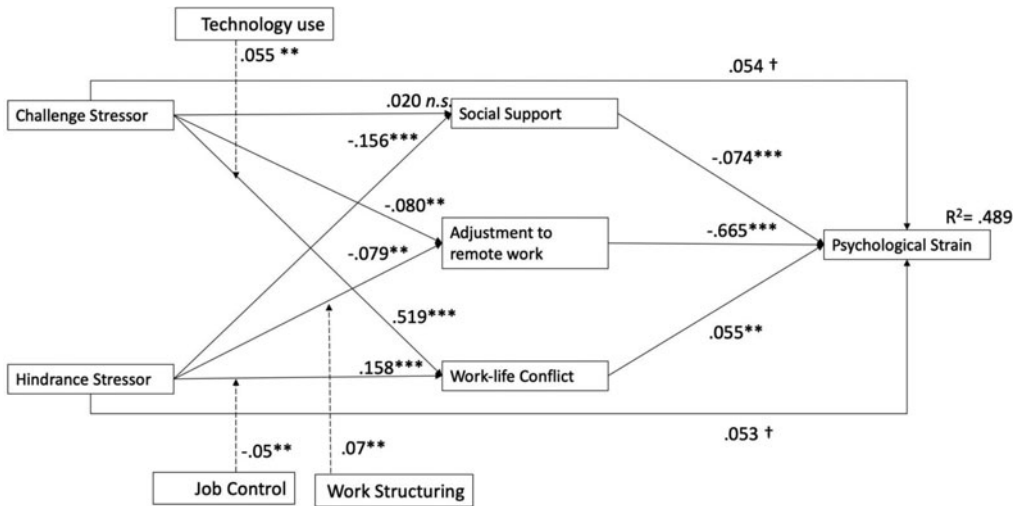 Technology use
.055 **
.054 †
.020 n.s.
Challenge Stressor
Social Support
-.156***
-.074***
-.080**
R²= .489
Adjustment to
remote work
-.665***
Psychological Strain
-.079**
.519***
.055**
.158***
Hindrance Stressor
Work-life Conflict
.053 †
-.05**
.07**
Job Control
Work Structuring